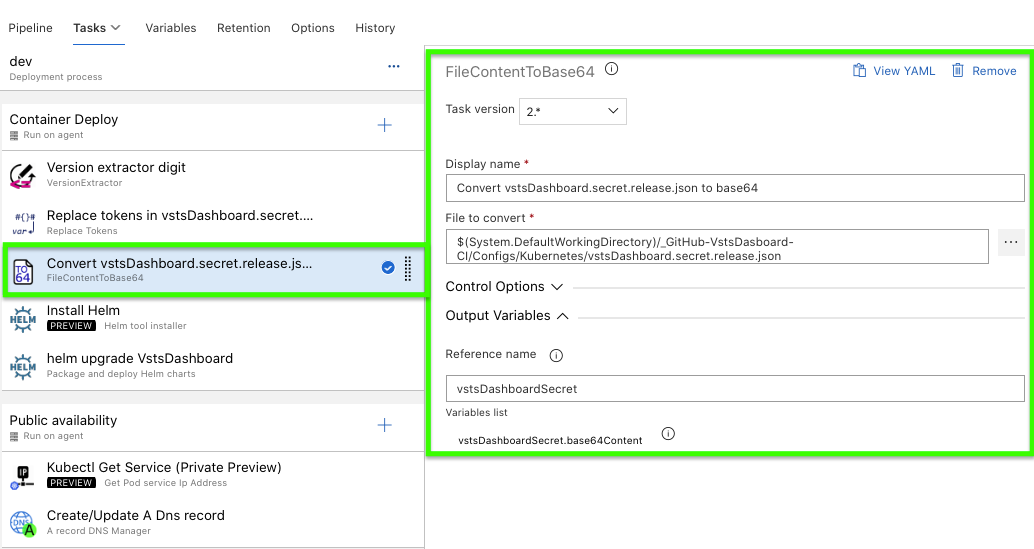 Pipeline Tasks Variables Retention Options History
dev
Deployment process
Container Deploy
Run on agent
Version extractor digit
VersionExtractor
#{}#
var
Replace tokens in vstsDashboard.secret....
Replace Tokens
TO
64
Convert vstsDashboard.secret.release.js...
FileContentToBase64
HELM
Install Helm
PREVIEW Helm tool installer
HELM
helm upgrade VstsDashboard
Package and deploy Helm charts
Public availability
Run on agent
IP
Kubectl Get Service (Private Preview)
PREVIEW Get Pod service Ip Address
DNS
A
Create/Update A Dns record
A record DNS Manager
FileContentToBase64
View YAML Remove
Task version 2.*
Display name *
Convert vstsDashboard.secret.release.json to base64
File to convert *
$(System.DefaultWorkingDirectory)/_GitHub-VstsDasboard-
CI/Configs/Kubernetes/vstsDashboard.secret.release.json
...
Control Options
Output Variables
Reference name
vstsDashboardSecret
Variables list
vstsDashboardSecret.base64Content